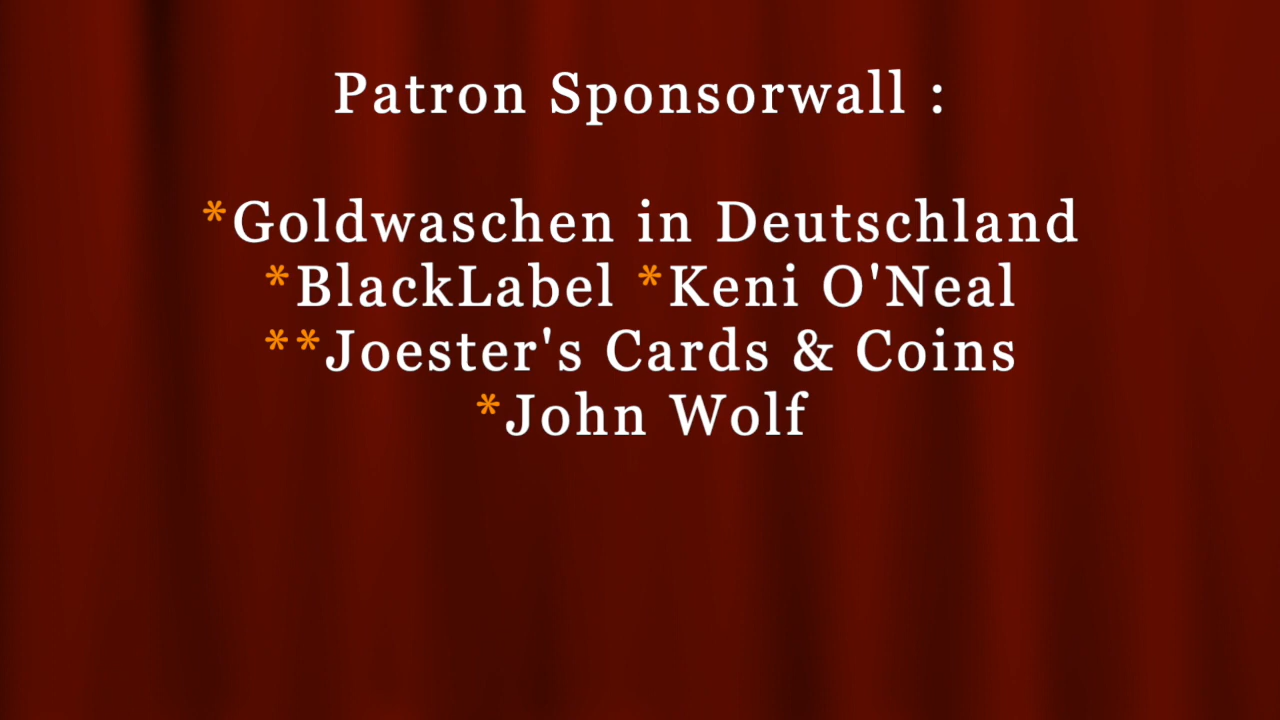 Patron Sponsorwall :
*Goldwaschen in Deutschland
*BlackLabel *Keni O'Neal
**Joester's Cards & Coins
*John Wolf